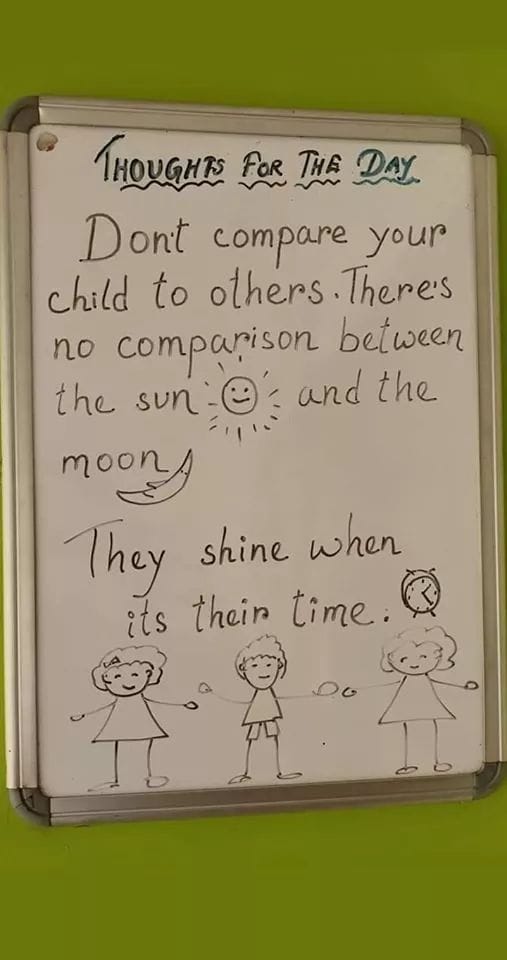 THOUGHTS FOR THE DAY
Dont compare your
child to others. There's
no comparison between
the sun and the
moon
They shine when
its their time.